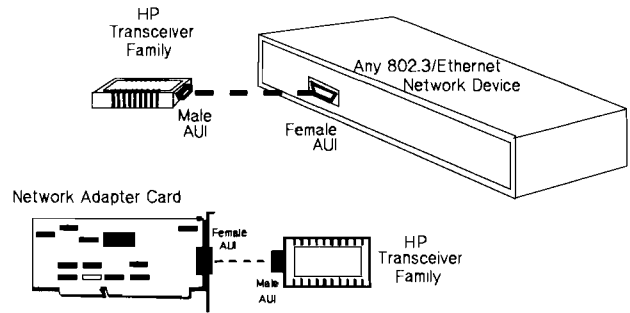 HP
Transceiver
Family
Any 802.3/Ethernet
Network Device
Male
AUI
Female
AUI
Network Adapter Card
Female
AUI
Male
AUI
HP
Transceiver
Family